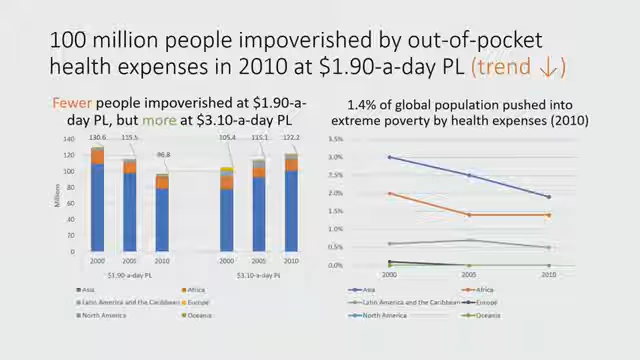 100 million people impoverished by out-of-pocket
health expenses in 2010 at $1.90-a-day PL (trend ↓)
Fewer people impoverished at $1.90-a-
day PL, but more at $3.10-a-day PL
140
120
100
80
60
40
20
0
Millions
130.6
115.5
96.8
105.4
115.1
122.2
2000
2005
2010
2000
2005
2010
$1.90-a-day PL
$3.10-a-day PL
Asia
Africa
Latin America and the Caribbean
Europe
North America
Oceania
1.4% of global population pushed into
extreme poverty by health expenses (2010)
3.5%
3.0%
2.5%
2.0%
1.5%
1.0%
0.5%
0.0%
2000
2005
2010
Asia
Africa
Latin America and the Caribbean
Europe
North America
Oceania